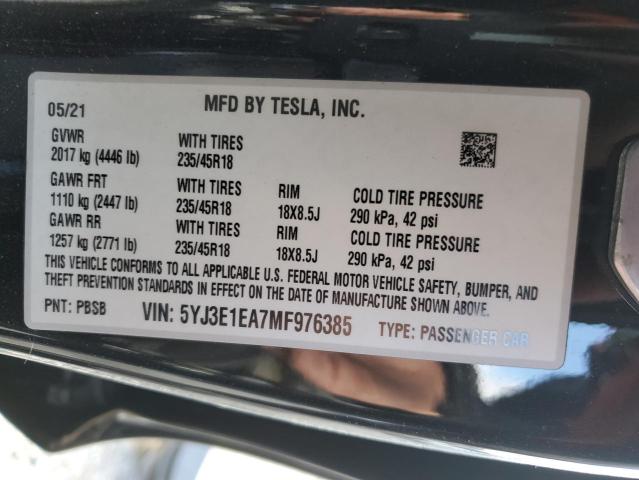 05/21 MFD BY TESLA, INC.
GVWR WITH TIRES
2017 kg (4446 lb) 235/45R18
GAWR FRT WITH TIRES RIM COLD TIRE PRESSURE
1110 kg (2447 lb) 235/45R18 18X8.5J 290 kPa, 42 psi
GAWR RR WITH TIRES RIM COLD TIRE PRESSURE
1257 kg (2771 lb) 235/45R18 18X8.5J 290 kPa, 42 psi
THIS VEHICLE CONFORMS TO ALL APPLICABLE U.S. FEDERAL MOTOR VEHICLE SAFETY, BUMPER, AND
THEFT PREVENTION STANDARDS IN EFFECT ON THE DATE OF MANUFACTURE SHOWN ABOVE.
PNT: PBSB VIN: 5YJ3E1EA7MF976385 TYPE: PASSENGER CAR